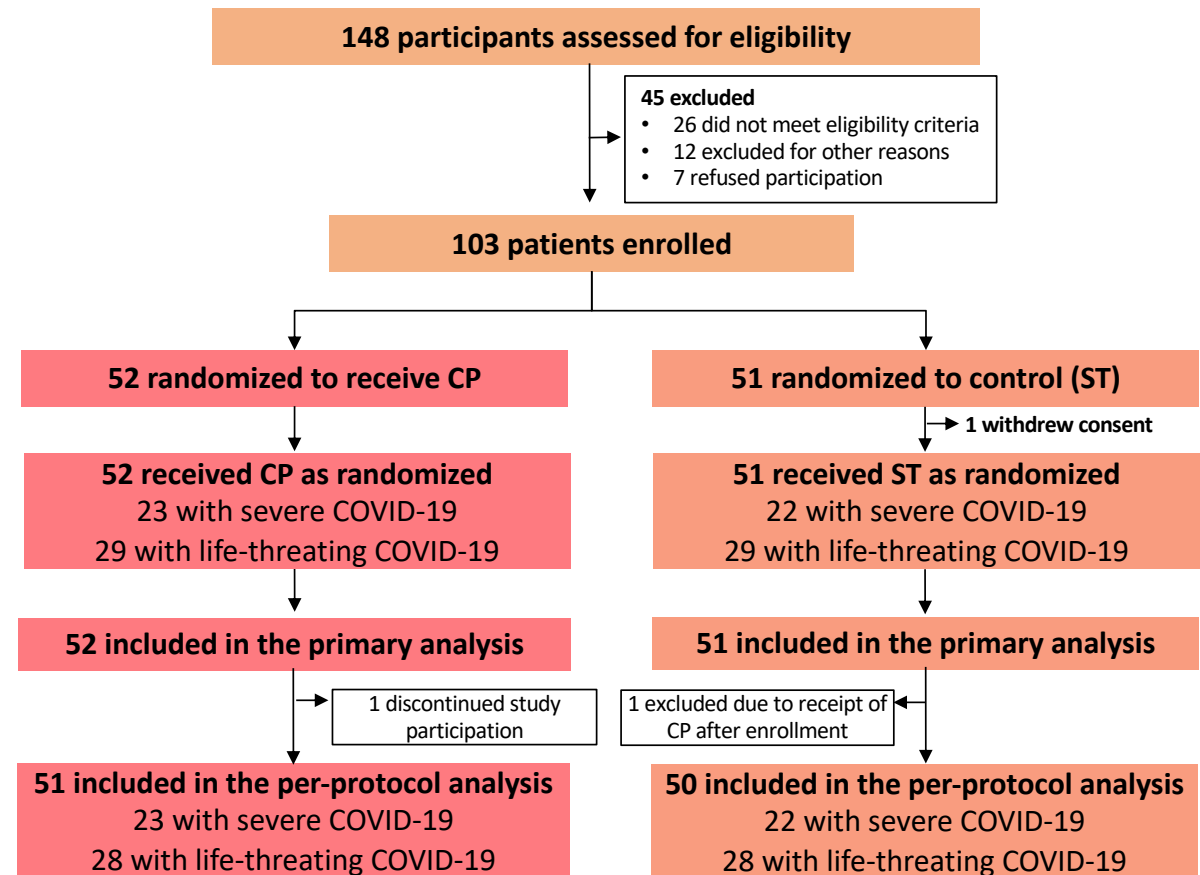 148 participants assessed for eligibility
45 excluded
• 26 did not meet eligibility criteria
• 12 excluded for other reasons
• 7 refused participation
103 patients enrolled
52 randomized to receive CP
51 randomized to control (ST)
1 withdrew consent
52 received CP as randomized
23 with severe COVID-19
29 with life-threating COVID-19
51 received ST as randomized
22 with severe COVID-19
29 with life-threating COVID-19
52 included in the primary analysis
51 included in the primary analysis
1 discontinued study
participation
1 excluded due to receipt of
CP after enrollment
51 included in the per-protocol analysis
23 with severe COVID-19
28 with life-threating COVID-19
50 included in the per-protocol analysis
22 with severe COVID-19
28 with life-threating COVID-19